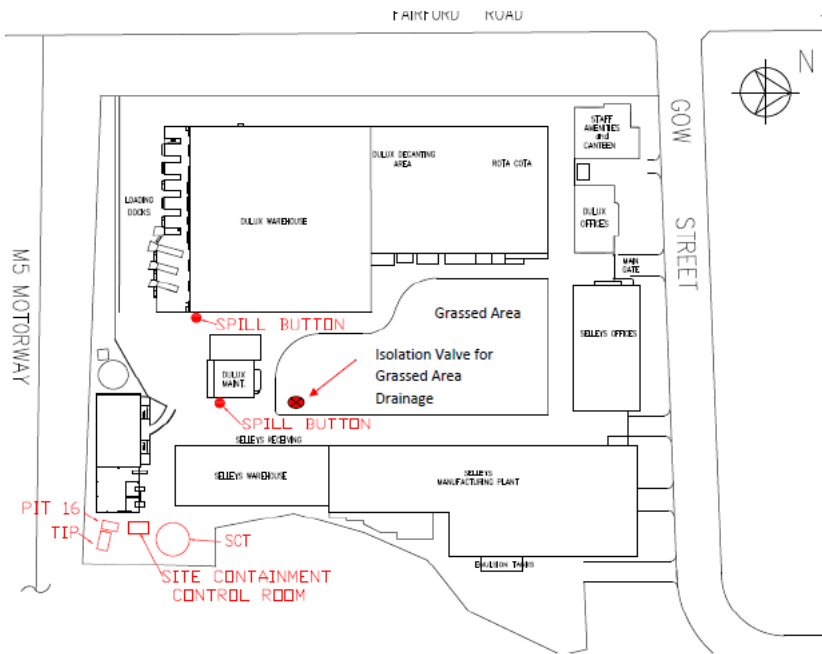 FAIRFORD ROAD
N
GOW STREET
STAFF
AMENITIES
and
CANTEEN
DULUX DECANTING
AREA
ROTA COTA
LOADING
DOCKS
DULUX WAREHOUSE
DULUX
OFFICES
MAIN
GATE
M5 MOTORWAY
Grassed Area
SPILL BUTTON
SELLEYS OFFICES
Isolation Valve for
Grassed Area
Drainage
DULUX
MAINT.
SPILL BUTTON
SELLEYS RECEIVING
SELLEYS WAREHOUSE
SELLEYS
MANUFACTURING PLANT
PIT 16
TIP
SCT
EMULSION TANKS
SITE CONTAINMENT
CONTROL ROOM